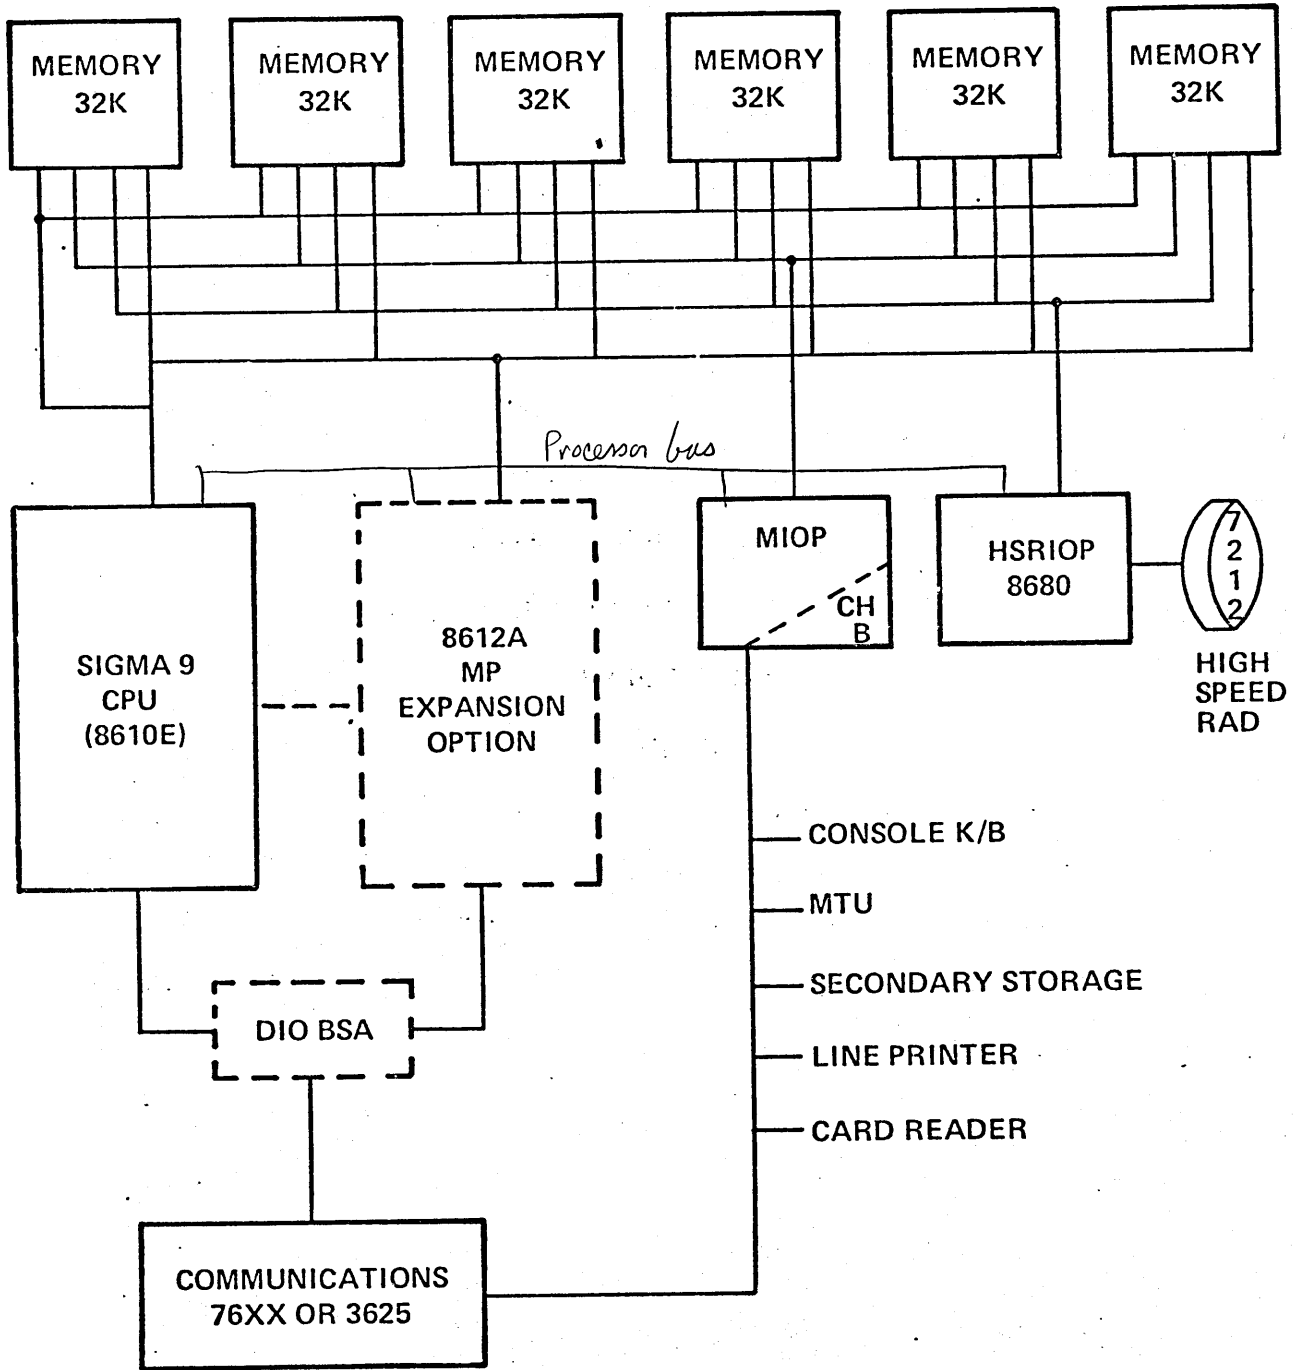 MEMORY
32K
MEMORY
32K
MEMORY
32K
MEMORY
32K
MEMORY
32K
MEMORY
32K
Processor bus
SIGMA 9
CPU
(8610E)
8612A
MP
EXPANSION
OPTION
MIOP
CH
B
HSRIOP
8680
7
2
1
2
HIGH
SPEED
RAD
CONSOLE K/B
MTU
SECONDARY STORAGE
LINE PRINTER
CARD READER
DIO BSA
COMMUNICATIONS
76XX OR 3625